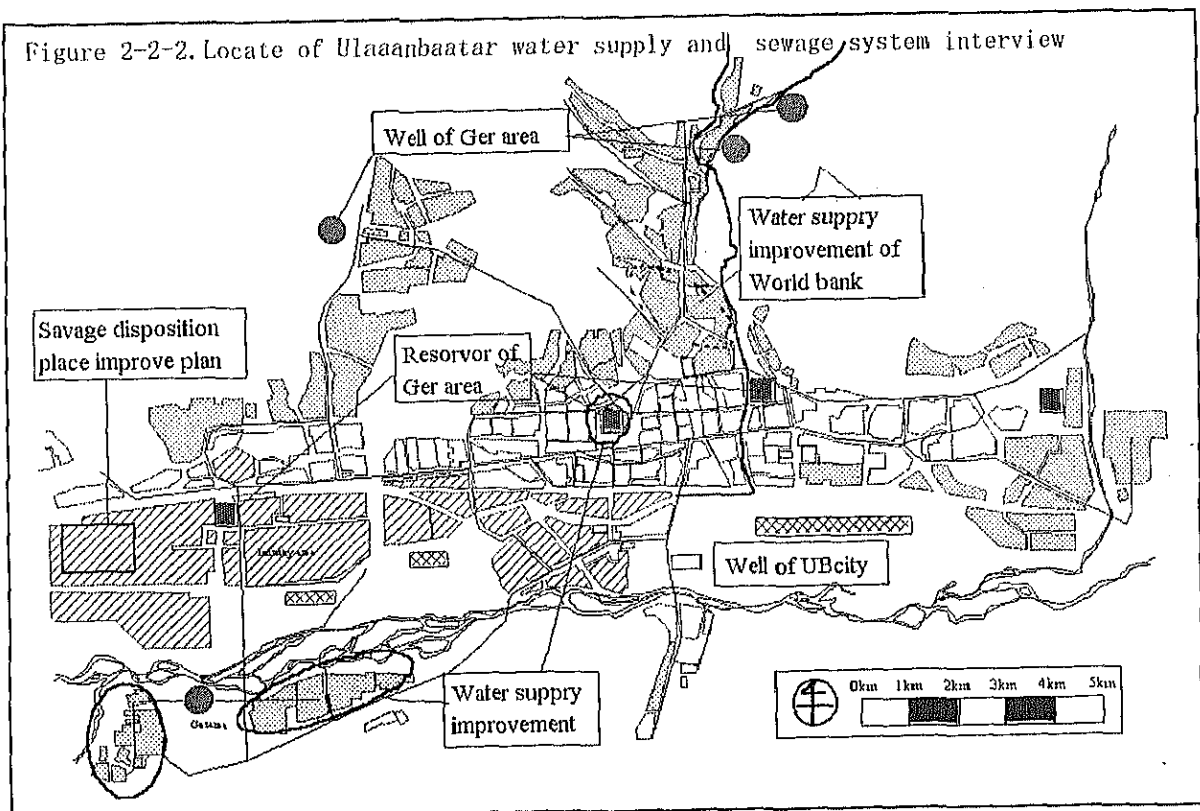 Figure 2-2-2. Locate of Ulaaanbaatar water supply and sewage system interview
Well of Ger area
Water suppry
improvement of
World bank
Savage disposition
place improve plan
Resorvor of
Ger area
Well of UBcity
Water suppry
improvement
0km 1km 2km 3km 4km 5km